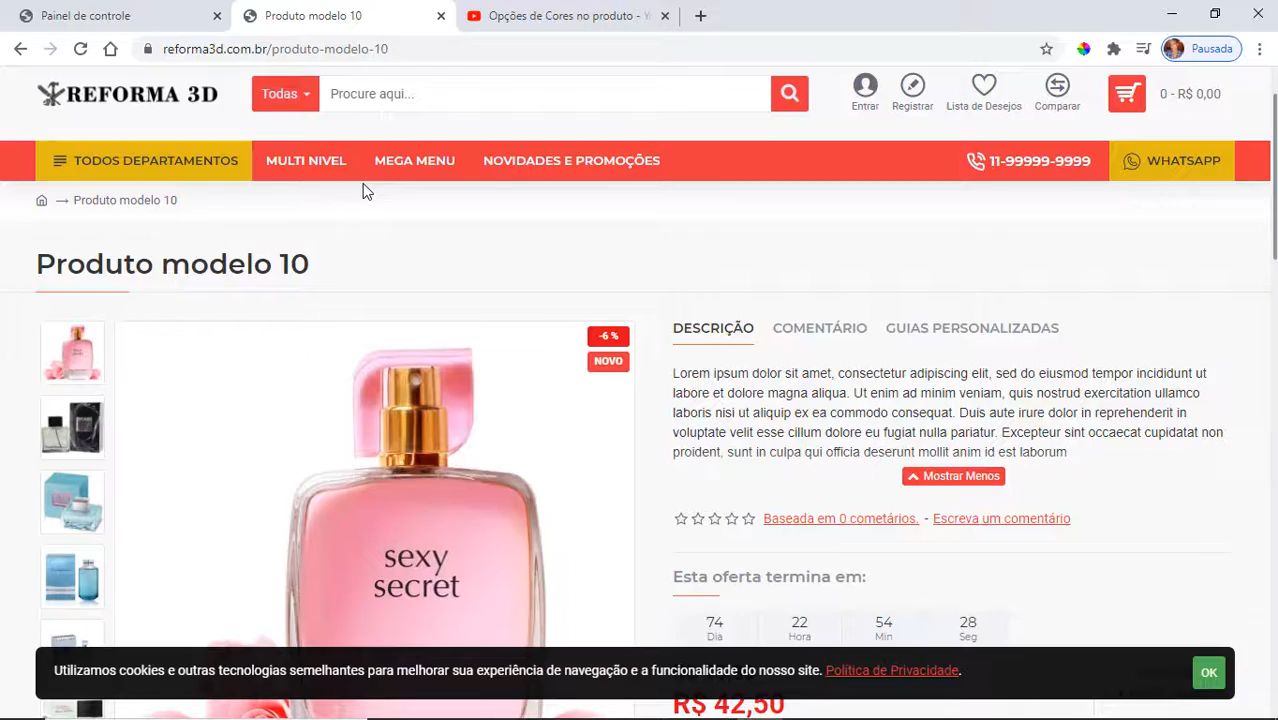 Painel de controle
Produto modelo 10
Opções de Cores no produto - Y
reforma3d.com.br/produto-modelo-10
Pausada
REFORMA 3D
Todas
Procure aqui...
Entrar
Registrar
Lista de Desejos
Comparar
0 - R$ 0,00
TODOS DEPARTAMENTOS
MULTI NIVEL
MEGA MENU
NOVIDADES E PROMOÇÕES
11-99999-9999
WHATSAPP
Produto modelo 10
Produto modelo 10
-6 %
NOVO
sexy
secret
DESCRIÇÃO
COMENTÁRIO
GUIAS PERSONALIZADAS
Lorem ipsum dolor sit amet, consectetur adipiscing elit, sed do eiusmod tempor incididunt ut
labore et dolore magna aliqua. Ut enim ad minim veniam, quis nostrud exercitation ullamco
laboris nisi ut aliquip ex ea commodo consequat. Duis aute irure dolor in reprehenderit in
voluptate velit esse cillum dolore eu fugiat nulla pariatur. Excepteur sint occaecat cupidatat non
proident, sunt in culpa qui officia deserunt mollit anim id est laborum
Mostrar Menos
Baseada em 0 cometários. - Escreva um comentário
Esta oferta termina em:
74 22 54 28
Dia Hora Min Seg
Utilizamos cookies e outras tecnologias semelhantes para melhorar sua experiência de navegação e a funcionalidade do nosso site. Política de Privacidade.
OK
R$ 42,50